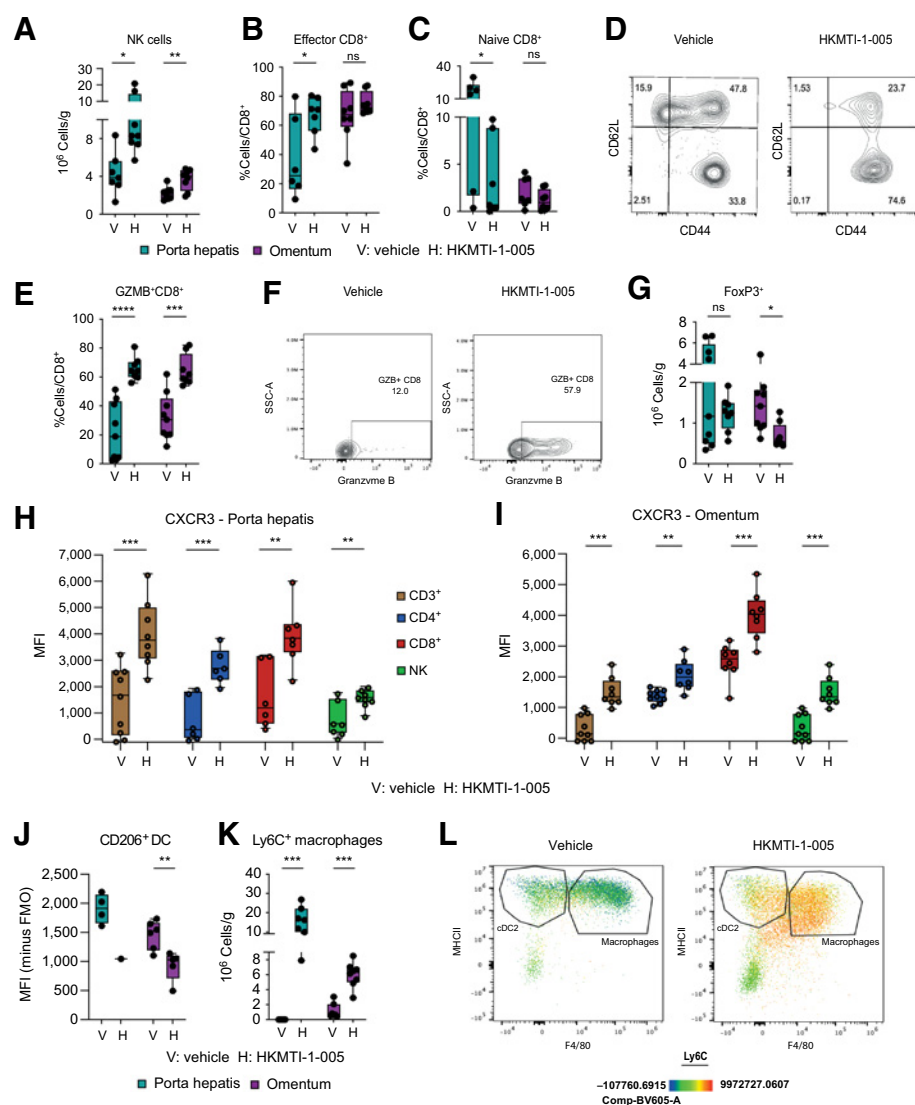 A
NK cells
*
**
30
25
20
15
10
8
4
0
10⁶ Cells/g
V H V H
B
Effector CD8⁺
*
ns
100
80
60
40
20
0
%Cells/CD8⁺
V H V H
C
Naive CD8⁺
*
ns
40
30
20
10
8
6
4
2
0
%Cells/CD8⁺
V H V H
D
Vehicle
HKMTI-1-005
15.9 47.8
2.51 33.8
1.53 23.7
0.17 74.6
CD62L
CD62L
CD44
CD44
Porta hepatis Omentum V: vehicle H: HKMTI-1-005
E
GZMB⁺CD8⁺
****
***
100
80
60
40
20
0
%Cells/CD8⁺
V H V H
F
Vehicle
HKMTI-1-005
GZB+ CD8
12.0
GZB+ CD8
57.9
SSC-A
SSC-A
Granzyme B
Granzyme B
G
FoxP3⁺
ns
*
8
6
4
2
1
0
10⁶ Cells/g
V H V H
H
CXCR3 - Porta hepatis
***
***
**
**
7,000
6,000
5,000
4,000
3,000
2,000
1,000
0
MFI
V H V H V H V H
CD3⁺
CD4⁺
CD8⁺
NK
I
CXCR3 - Omentum
***
**
***
***
6,000
5,000
4,000
3,000
2,000
1,000
0
MFI
V H V H V H V H
V: vehicle H: HKMTI-1-005
J
CD206⁺ DC
**
2,500
2,000
1,500
1,000
500
0
MFI (minus FMO)
V H V H
K
Ly6C⁺ macrophages
***
***
40
30
20
10
8
6
4
2
0
10⁶ Cells/g
V H V H
V: vehicle H: HKMTI-1-005
Porta hepatis Omentum
L
Vehicle
HKMTI-1-005
cDC2
Macrophages
cDC2
Macrophages
MHCII
MHCII
F4/80
F4/80
Ly6C
–107760.6915 9972727.0607
Comp-BV605-A